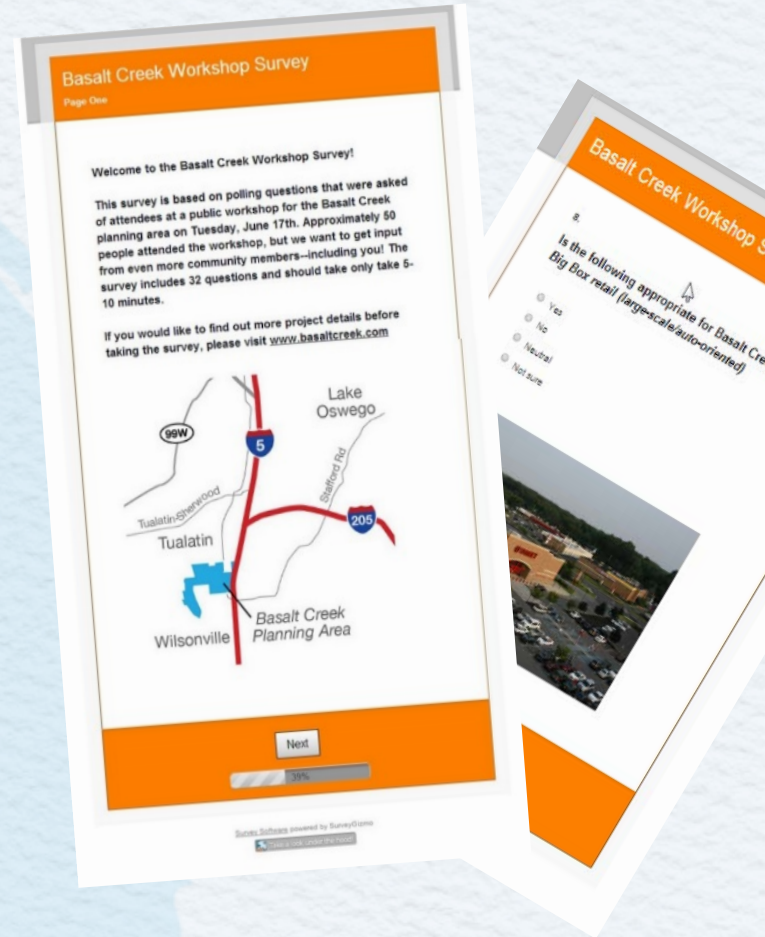 Basalt Creek Workshop Survey
Page One
Welcome to the Basalt Creek Workshop Survey!
This survey is based on polling questions that were asked
of attendees at a public workshop for the Basalt Creek
planning area on Tuesday, June 17th. Approximately 50
people attended the workshop, but we want to get input
from even more community members--including you! The
survey includes 32 questions and should take only take 5-
10 minutes.
If you would like to find out more project details before
taking the survey, please visit www.basaltcreek.com
99W
5
Lake
Oswego
Stafford Rd
Tualatin-Sherwood
205
Tualatin
Basalt Creek
Planning Area
Wilsonville
Next
39%
Survey Software powered by SurveyGizmo
Take a look under the hood!
Basalt Creek Workshop S
8.
Is the following appropriate for Basalt Cre
Big Box retail (large-scale/auto-oriented)
Yes
No
Neutral
Not sure